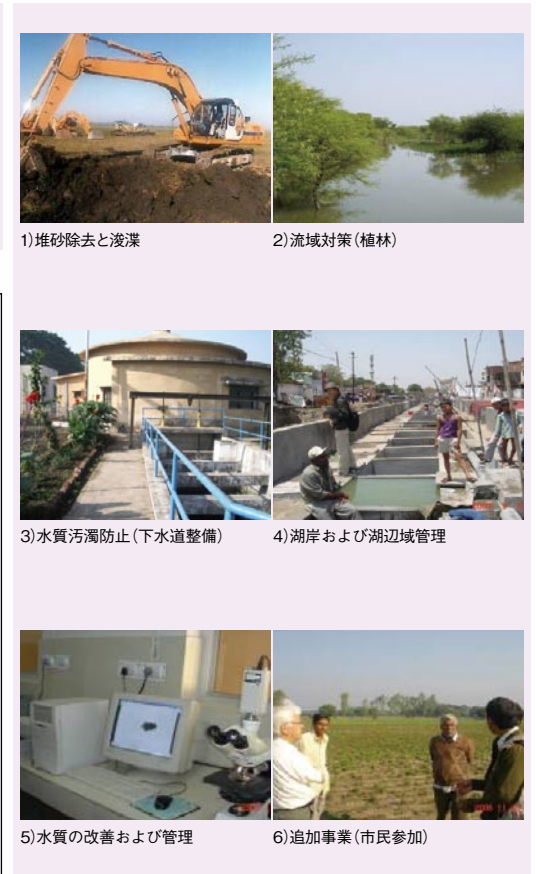 1)堆砂除去と浚渫
2)流域対策(植林)
3)水質汚濁防止(下水道整備)
4)湖岸および湖辺域管理
5)水質の改善および管理
6)追加事業(市民参加)